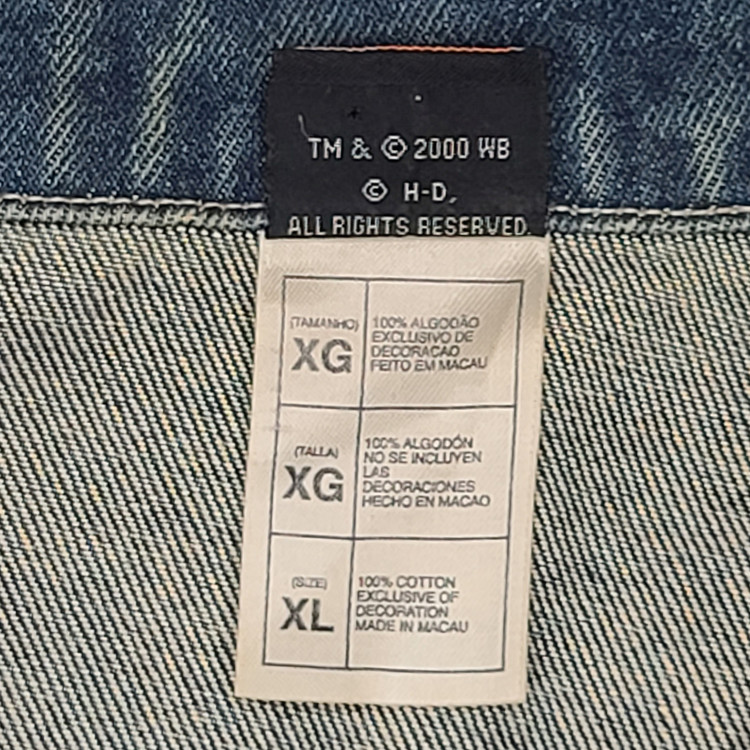 TM & © 2000 WB
© H-D.
ALL RIGHTS RESERVED.
(TAMANHO)
XG
100% ALGODÃO
EXCLUSIVO DE
DECORACAO
FEITO EM MACAU
(TALLA)
XG
100% ALGODÓN
NO SE INCLUYEN
LAS
DECORACIONES
HECHO EN MACAO
(SIZE)
XL
100% COTTON
EXCLUSIVE OF
DECORATION
MADE IN MACAU